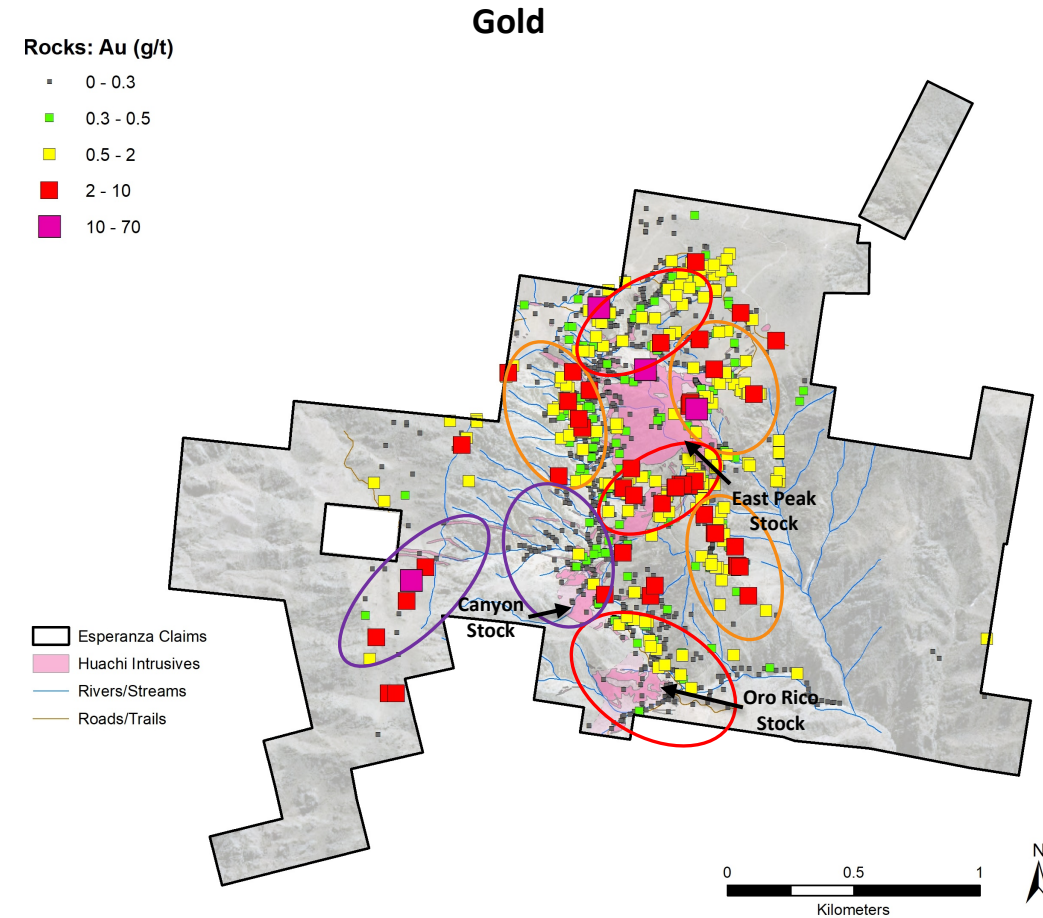 Gold
Rocks: Au (g/t)
0 - 0.3
0.3 - 0.5
0.5 - 2
2 - 10
10 - 70
East Peak
Stock
Canyon
Stock
Oro Rico
Stock
Esperanza Claims
Huachi Intrusives
Rivers/Streams
Roads/Trails
N
0 0.5 1
Kilometers